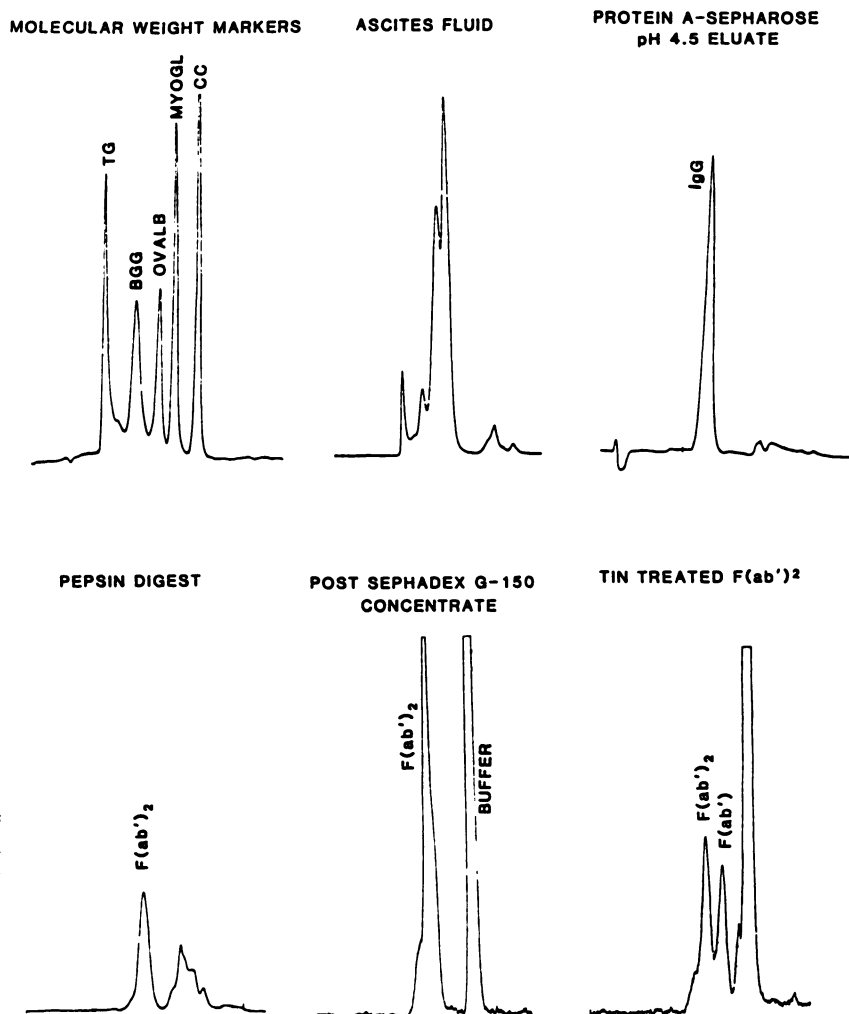 MOLECULAR WEIGHT MARKERS
TG
BGG
OVALB
MYOGL
CC
ASCITES FLUID
PROTEIN A-SEPHAROSE
pH 4.5 ELUATE
IgG
PEPSIN DIGEST
F(ab')2
POST SEPHADEX G-150
CONCENTRATE
F(ab')2
BUFFER
TIN TREATED F(ab')2
F(ab')2
F(ab')